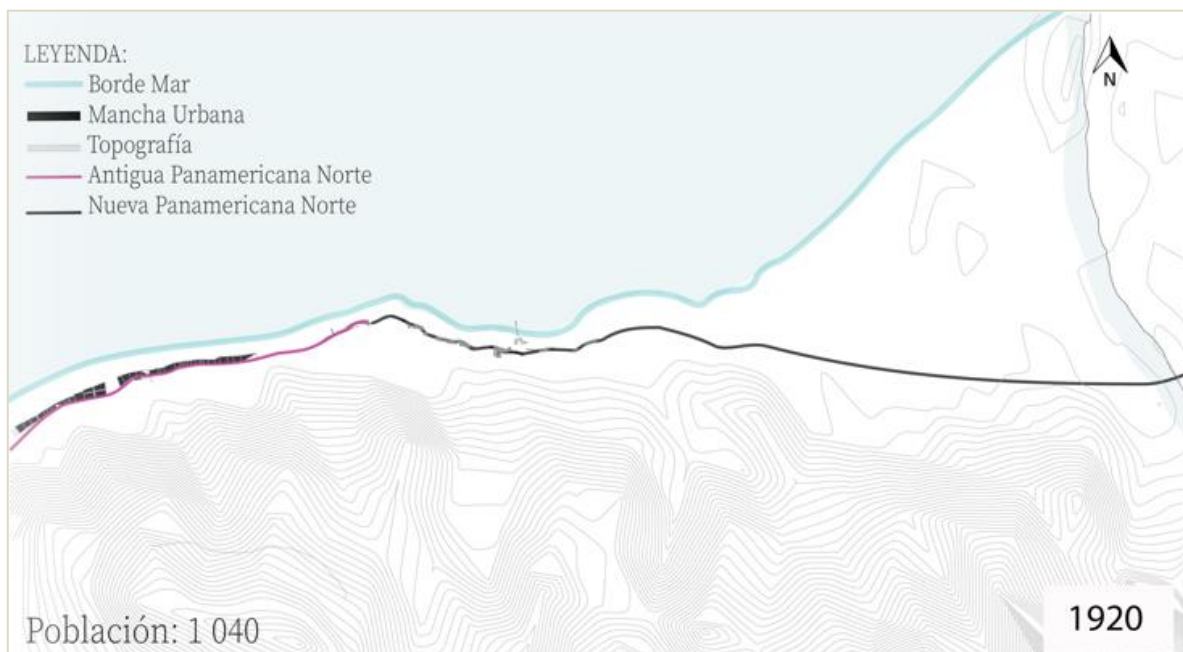 LEYENDA:
Borde Mar
Mancha Urbana
Topografía
Antigua Panamericana Norte
Nueva Panamericana Norte
N
Población: 1 040
1920